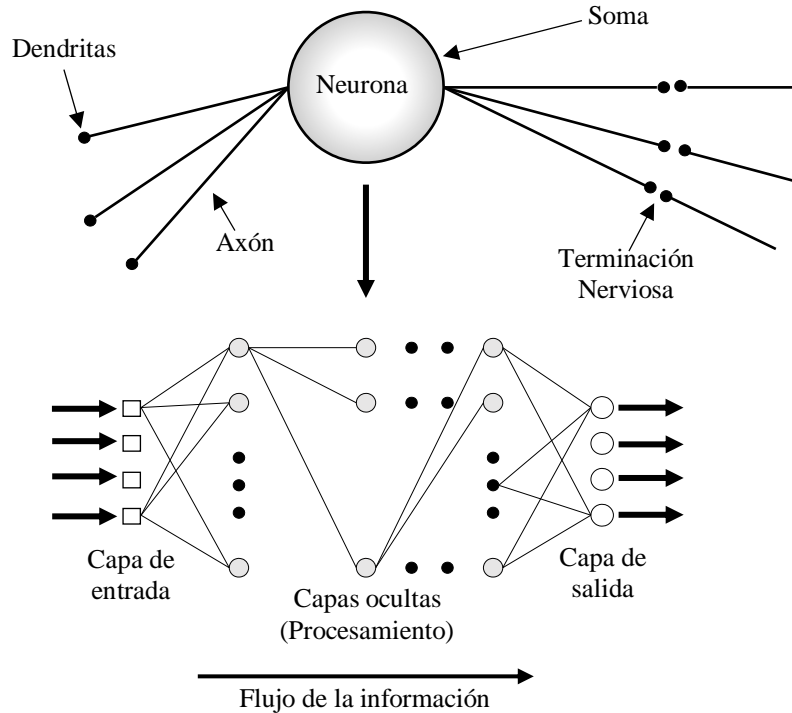 Soma
Dendritas
Neurona
Axón
Terminación
Nerviosa
Capa de
entrada
Capas ocultas
(Procesamiento)
Capa de
salida
Flujo de la información